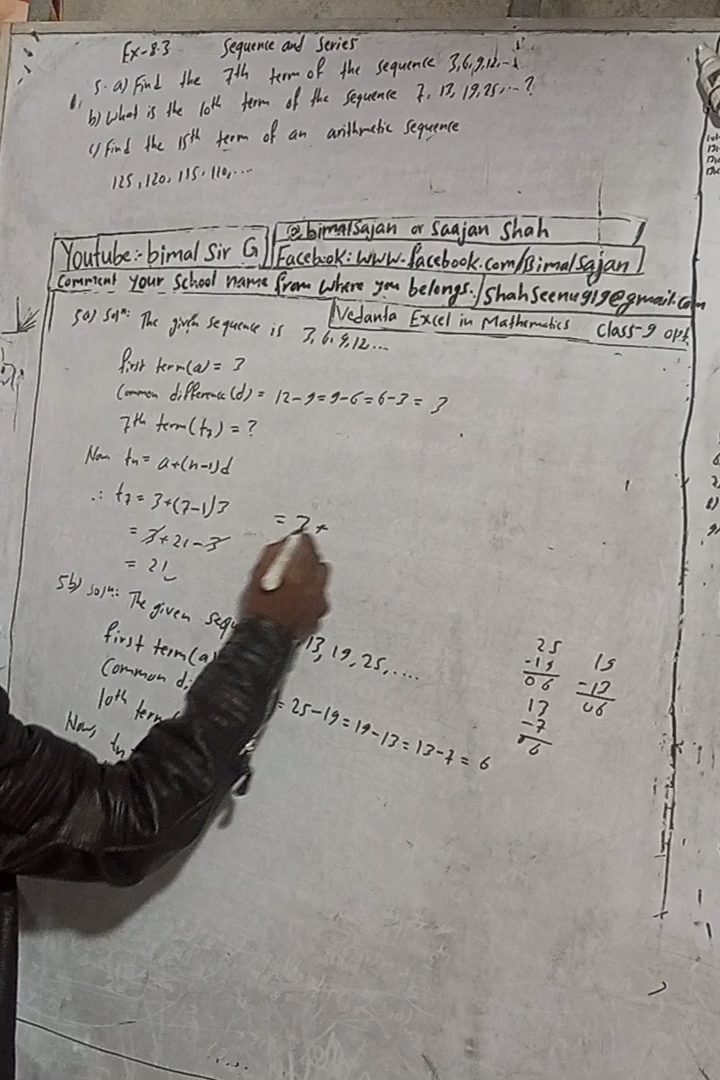 Ex-8.3 Sequence and Series
5. a) Find the 7th term of the sequence 3,6,9,12,...
b) What is the 10th term of the sequence 7, 13, 19, 25, ... ?
c) Find the 15th term of an arithmetic sequence
125, 120, 115, 110, ...
@bimalsajan or Saajan Shah
Youtube:- bimal Sir G
Facebook: www.facebook.com/Bimalsajan
Comment your School name from where you belongs. / Shahseenu919@gmail.com
Vedanta Excel in Mathematics Class-9 opt.
5a) Solⁿ: The given sequence is 3, 6, 9, 12 ...
first term(a) = 3
Common difference(d) = 12-9=9-6=6-3 = 3
7th term(t₇) = ?
Now tₙ = a+(n-1)d
∴ t₇ = 3+(7-1)3
= 3+21-3
= 21
= 3+
5b) Solⁿ: The given 13, 19, 25, ....
first term(a
Common = 25-19=19-13=13-7 = 6
10th term
Now, tₙ
25
-19
06
19
-13
06
13
-7
06